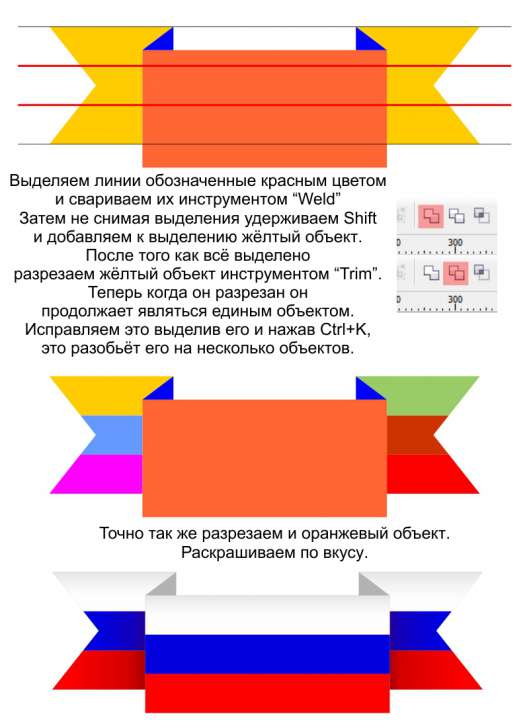 Выделяем линии обозначенные красным цветом
и свариваем их инструментом “Weld”
Затем не снимая выделения удерживаем Shift
и добавляем к выделению жёлтый объект.
После того как всё выделено
разрезаем жёлтый объект инструментом “Trim”.
Теперь когда он разрезан он
продолжает являться единым объектом.
Исправляем это выделив его и нажав Ctrl+K,
это разобьёт его на несколько объектов.
0 300
0 300
Точно так же разрезаем и оранжевый объект.
Раскрашиваем по вкусу.